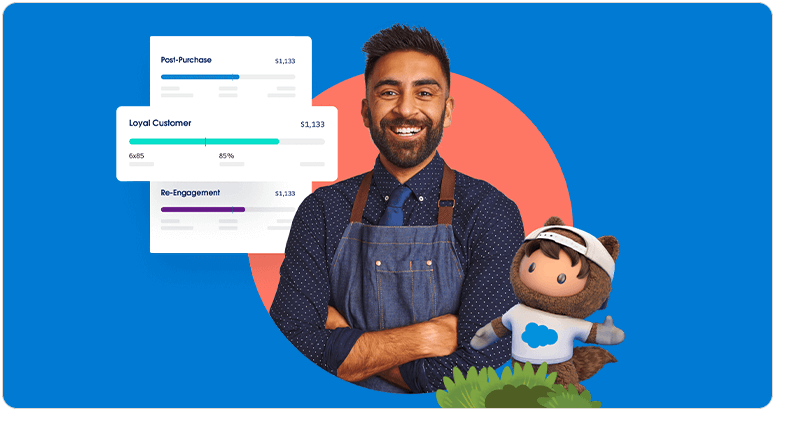 Post-Purchase $1,133
Loyal Customer $1,133
6x85 85%
Re-Engagement $1,133